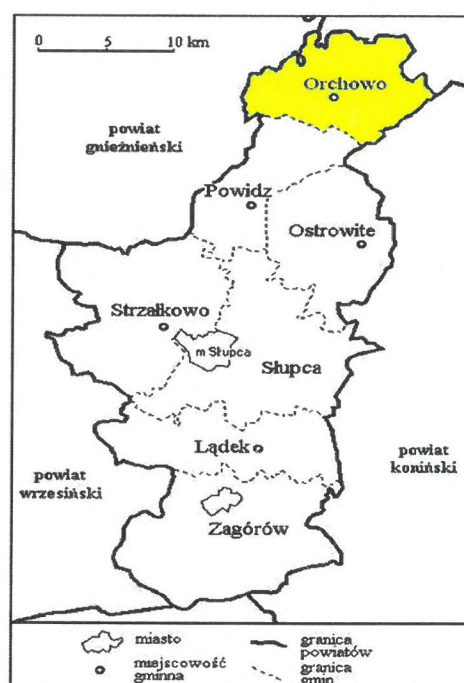 0 5 10 km
Orchowo
powiat
gnieźnieński
Powidz
Ostrowite
Strzałkowo
m Słupca
Słupca
Lądek
powiat
koniński
powiat
wrzesiński
Zagórów
miasto
granica
powiatów
miejscowość
gminna
granica
gmin